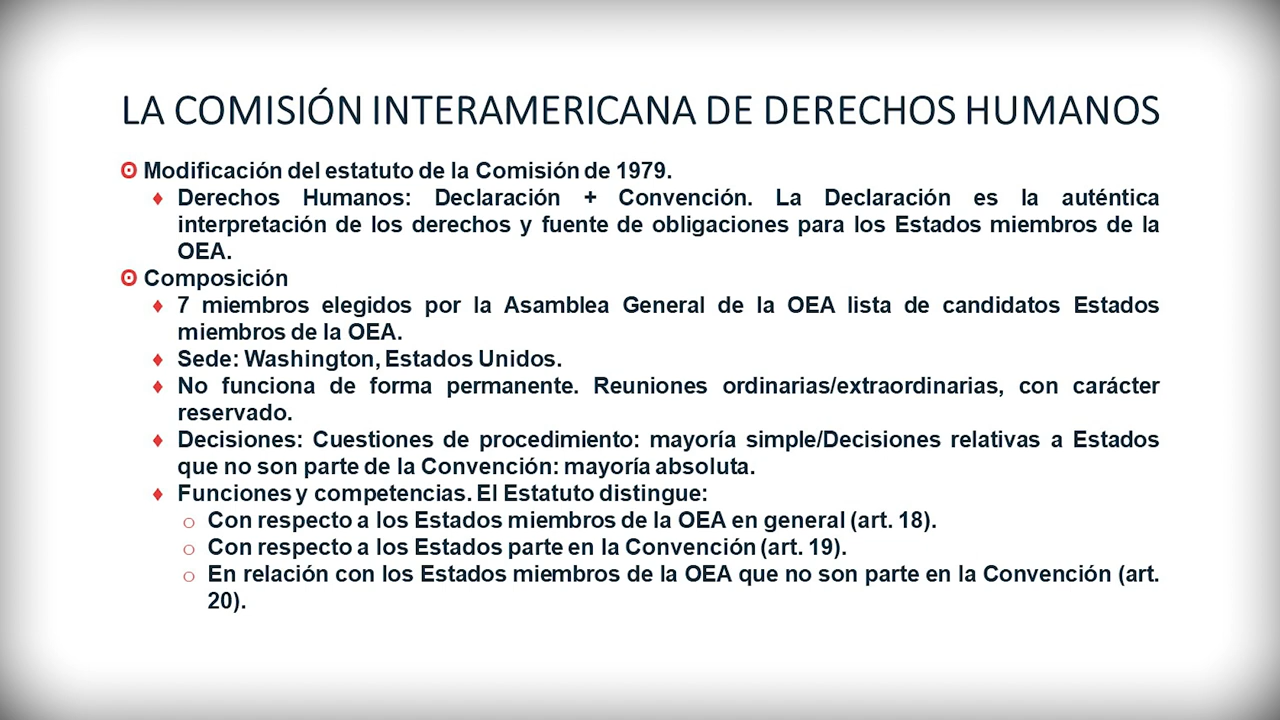 LA COMISIÓN INTERAMERICANA DE DERECHOS HUMANOS
Modificación del estatuto de la Comisión de 1979.
Derechos Humanos: Declaración + Convención. La Declaración es la auténtica
interpretación de los derechos y fuente de obligaciones para los Estados miembros de la
OEA.
Composición
7 miembros elegidos por la Asamblea General de la OEA lista de candidatos Estados
miembros de la OEA.
Sede: Washington, Estados Unidos.
No funciona de forma permanente. Reuniones ordinarias/extraordinarias, con carácter
reservado.
Decisiones: Cuestiones de procedimiento: mayoría simple/Decisiones relativas a Estados
que no son parte de la Convención: mayoría absoluta.
Funciones y competencias. El Estatuto distingue:
Con respecto a los Estados miembros de la OEA en general (art. 18).
Con respecto a los Estados parte en la Convención (art. 19).
En relación con los Estados miembros de la OEA que no son parte en la Convención (art.
20).